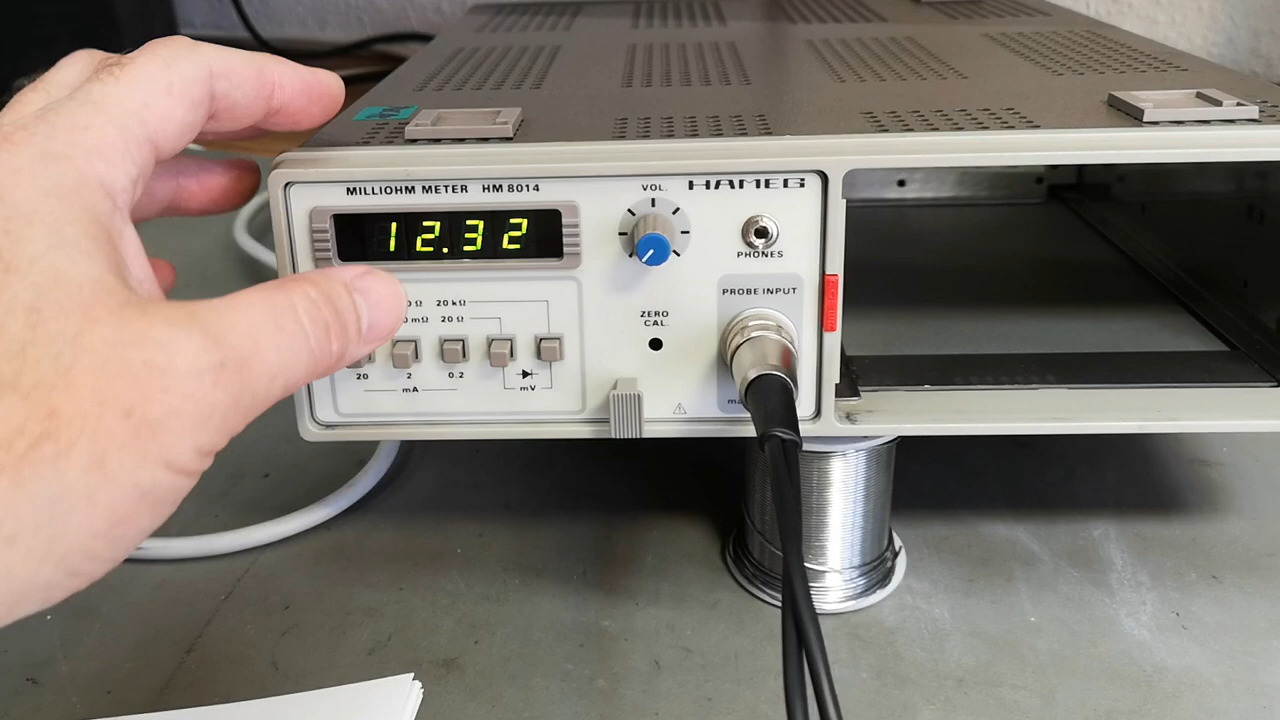 MILLIOHM METER HM 8014
VOL.
HAMEG
12.32
PHONES
PROBE INPUT
Ω 20 kΩ
mΩ 20 Ω
ZERO
CAL.
20 2 0.2
mA
mV